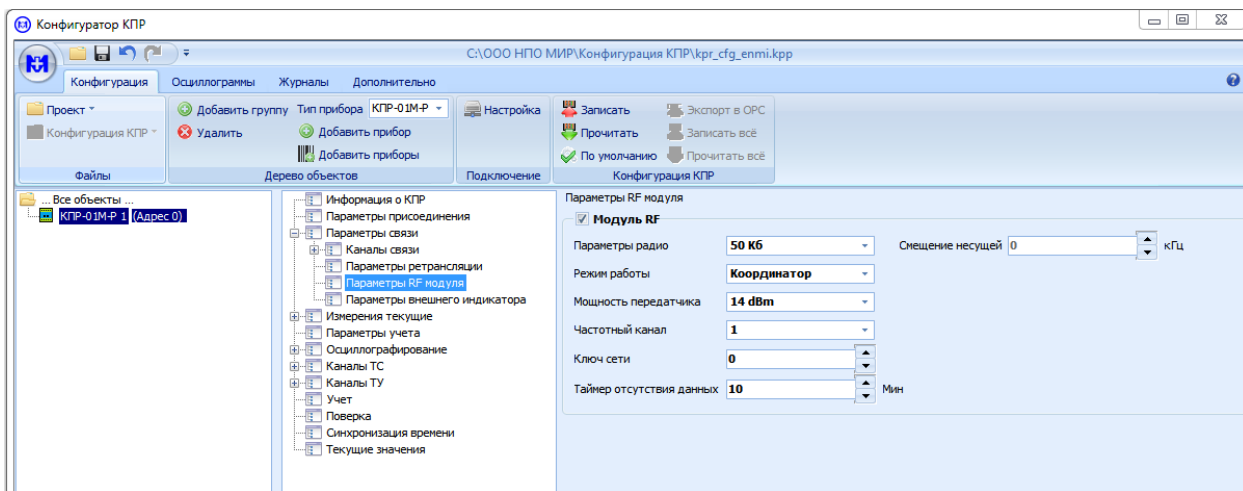 Конфигуратор КПР
C:\ООО НПО МИР\Конфигурация КПР\kpr_cfg_enmi.kpp
Конфигурация Осциллограммы Журналы Дополнительно
Проект Добавить группу Тип прибора КПР-01М-Р Настройка Записать Экспорт в OPC
Конфигурация КПР Удалить Добавить прибор Прочитать Записать всё
Добавить приборы По умолчанию Прочитать всё
Файлы Дерево объектов Подключение Конфигурация КПР
... Все объекты ...
КПР-01М-Р 1 (Адрес 0)
Информация о КПР
Параметры присоединения
Параметры связи
Каналы связи
Параметры ретрансляции
Параметры RF модуля
Параметры внешнего индикатора
Измерения текущие
Параметры учета
Осциллографирование
Каналы ТС
Каналы ТУ
Учет
Поверка
Синхронизация времени
Текущие значения
Параметры RF модуля
Модуль RF
Параметры радио 50 Кб Смещение несущей 0 кГц
Режим работы Координатор
Мощность передатчика 14 dBm
Частотный канал 1
Ключ сети 0
Таймер отсутствия данных 10 Мин